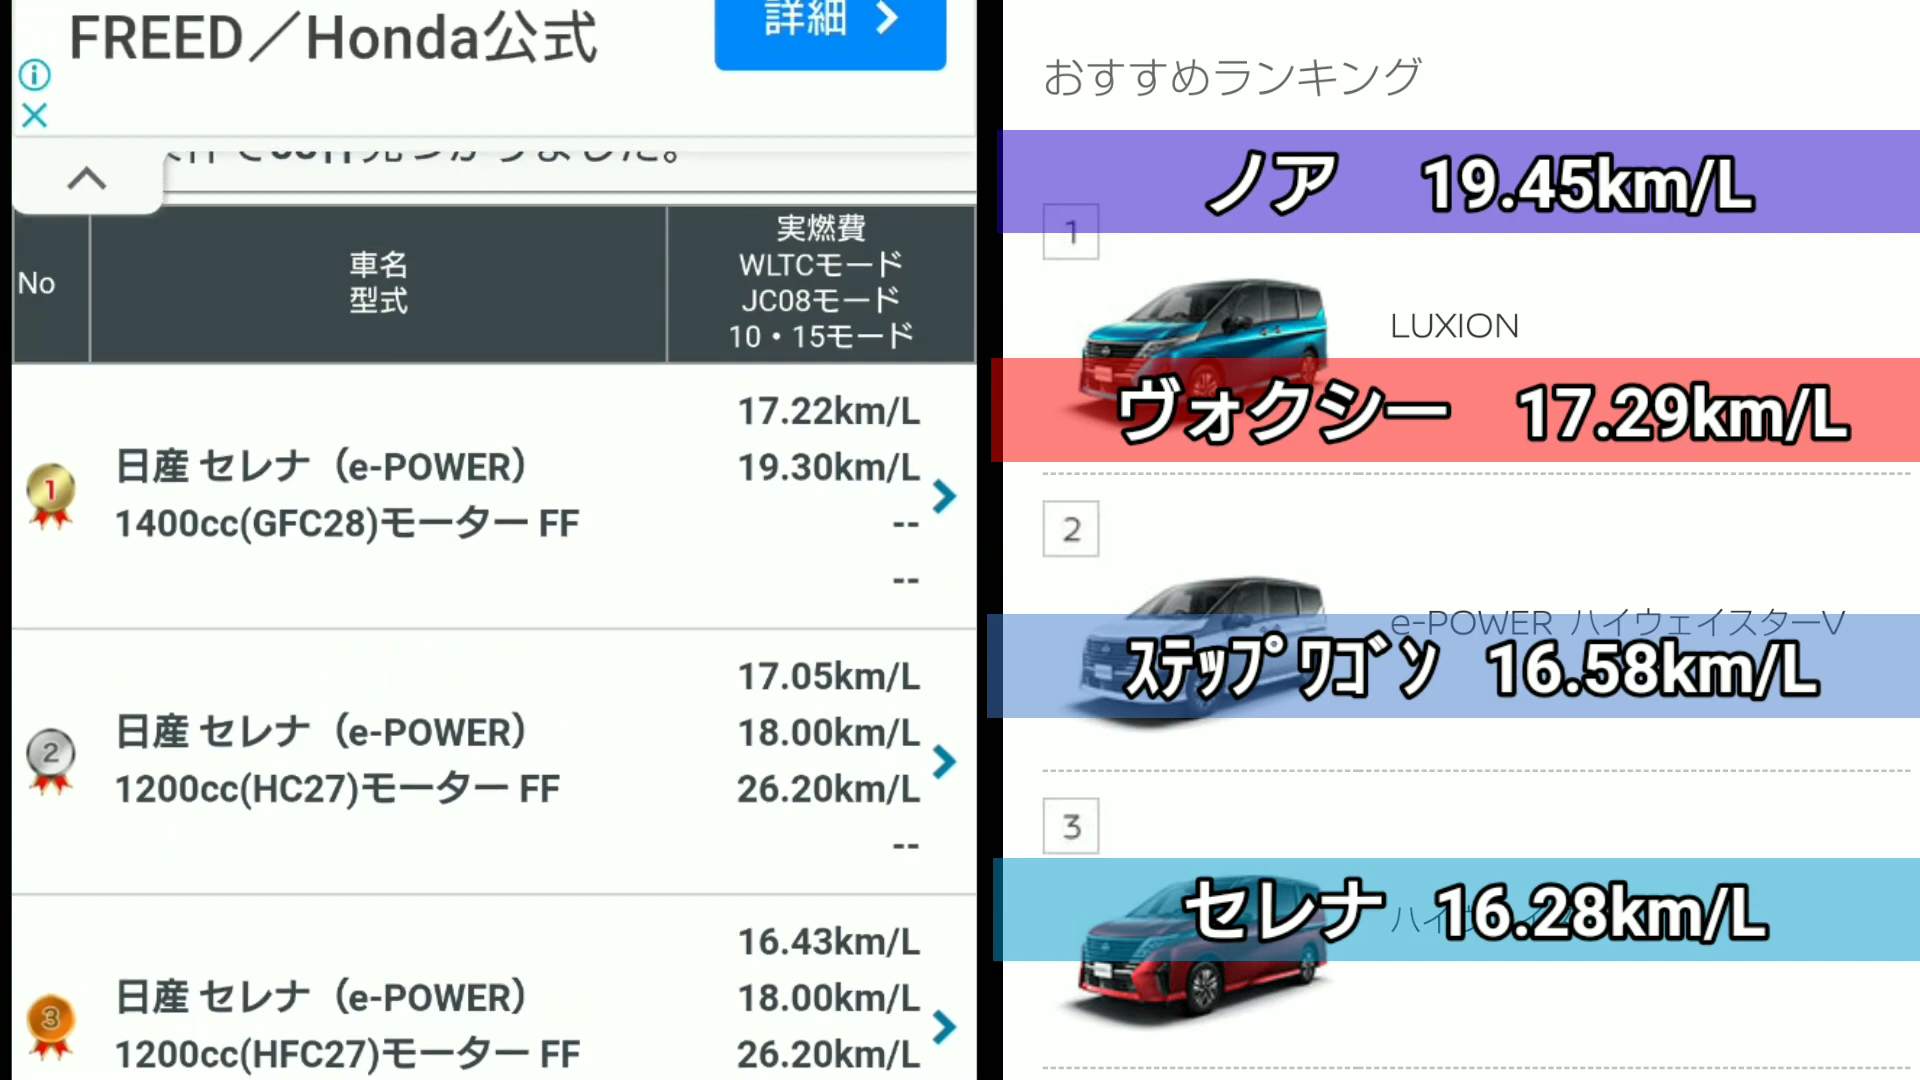 FREED／Honda公式
詳細
No
車名
型式
実燃費
WLTCモード
JC08モード
10・15モード
1
日産 セレナ（e-POWER）
1400cc(GFC28)モーター FF
17.22km/L
19.30km/L
--
--
2
日産 セレナ（e-POWER）
1200cc(HC27)モーター FF
17.05km/L
18.00km/L
26.20km/L
--
3
日産 セレナ（e-POWER）
1200cc(HFC27)モーター FF
16.43km/L
18.00km/L
26.20km/L
おすすめランキング
ノア 19.45km/L
1
LUXION
ヴォクシー 17.29km/L
2
e-POWER ハイウェイスターV
ｽﾃｯﾌﾟﾜｺﾞﾝ 16.58km/L
3
セレナ 16.28km/L